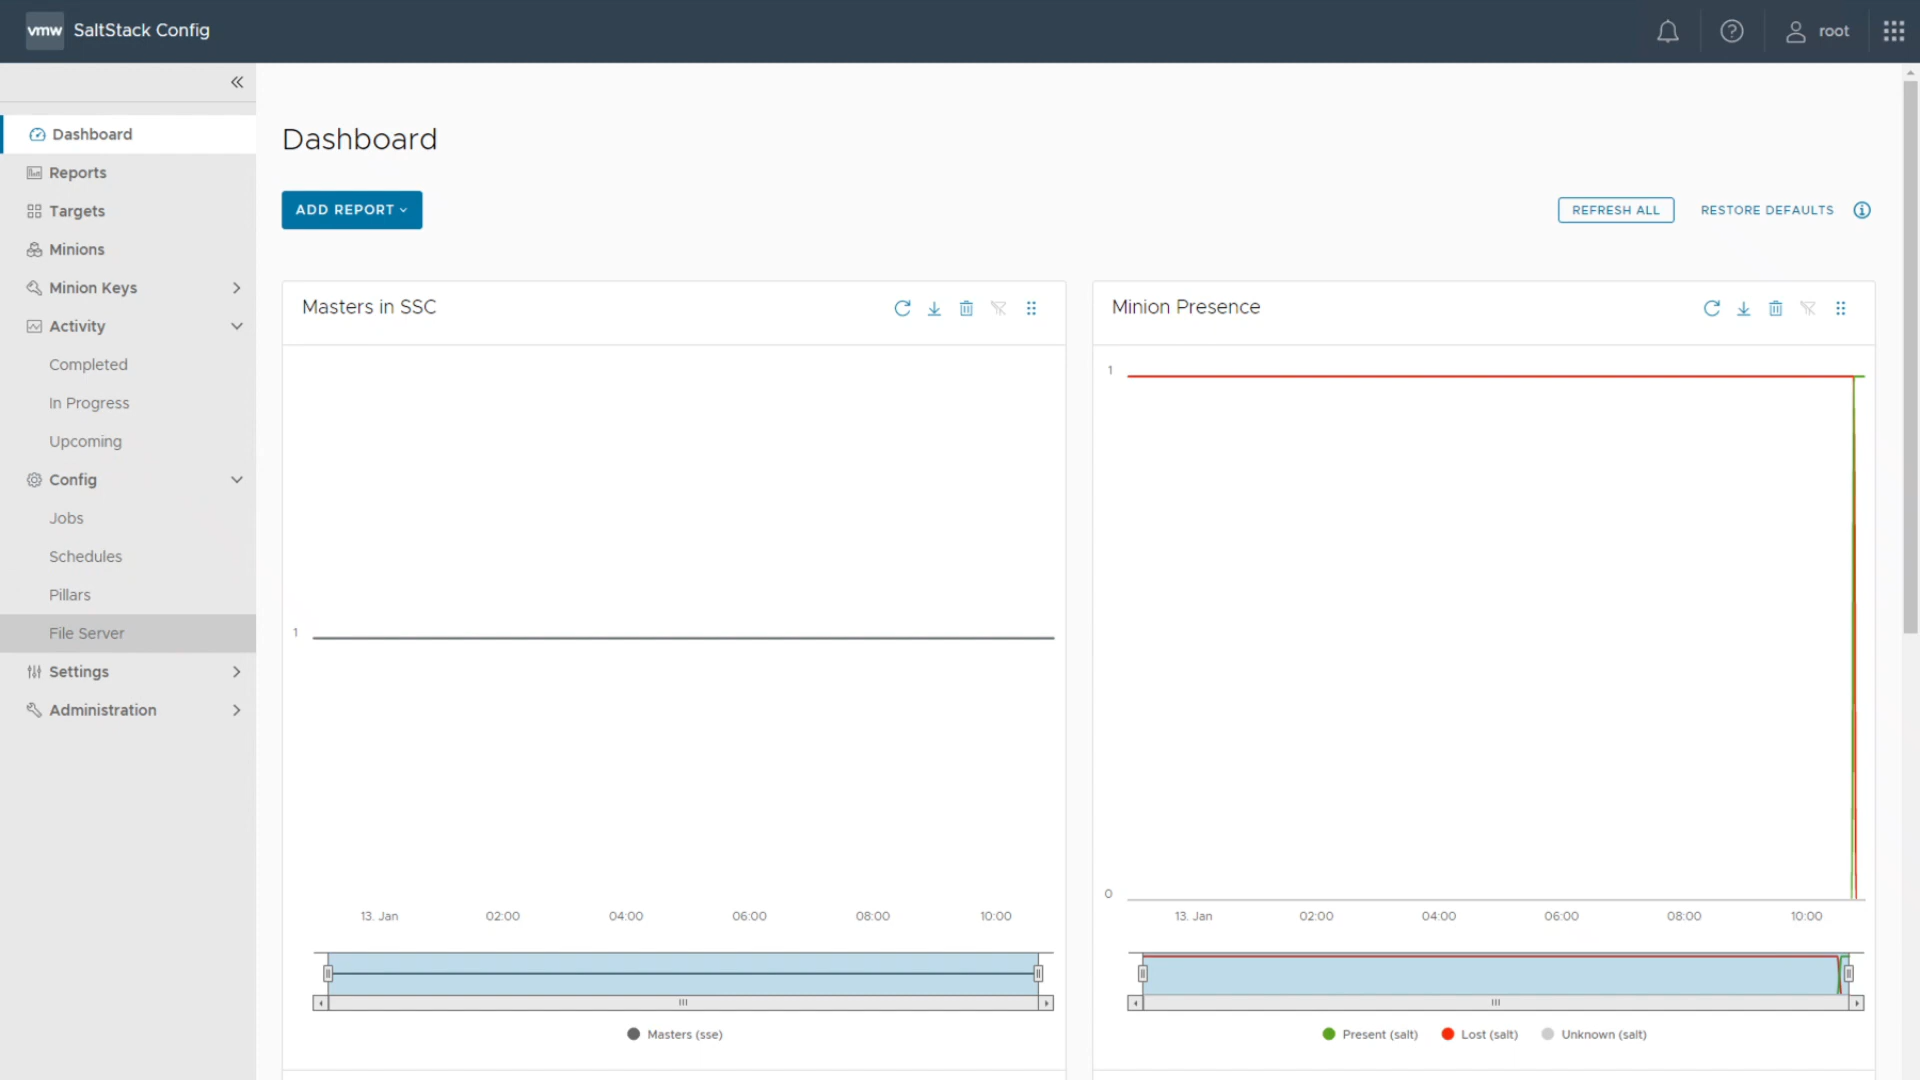 vmw SaltStack Config
root
Dashboard
Reports
Targets
Minions
Minion Keys
Activity
Completed
In Progress
Upcoming
Config
Jobs
Schedules
Pillars
File Server
Settings
Administration
Dashboard
ADD REPORT
REFRESH ALL
RESTORE DEFAULTS
Masters in SSC
1
13. Jan 02:00 04:00 06:00 08:00 10:00
Masters (sse)
Minion Presence
1
0
13. Jan 02:00 04:00 06:00 08:00 10:00
Present (salt) Lost (salt) Unknown (salt)